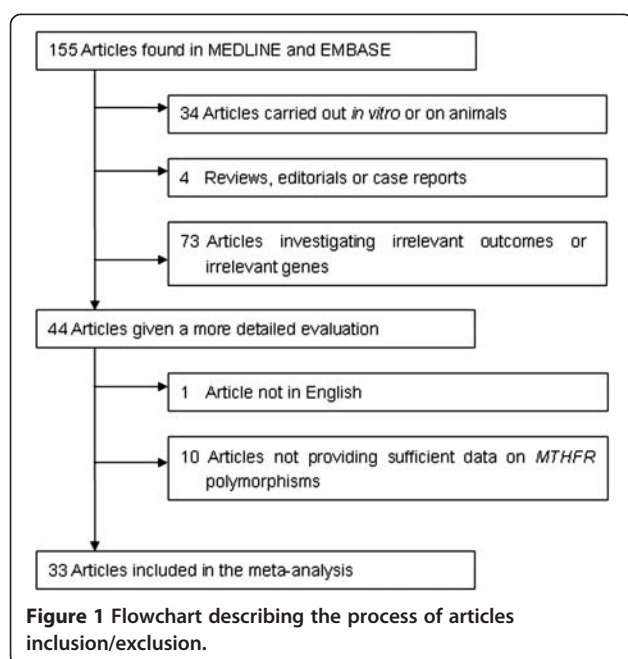 155 Articles found in MEDLINE and EMBASE
34 Articles carried out in vitro or on animals
4 Reviews, editorials or case reports
73 Articles investigating irrelevant outcomes or
irrelevant genes
44 Articles given a more detailed evaluation
1 Article not in English
10 Articles not providing sufficient data on MTHFR
polymorphisms
33 Articles included in the meta-analysis
Figure 1 Flowchart describing the process of articles
inclusion/exclusion.